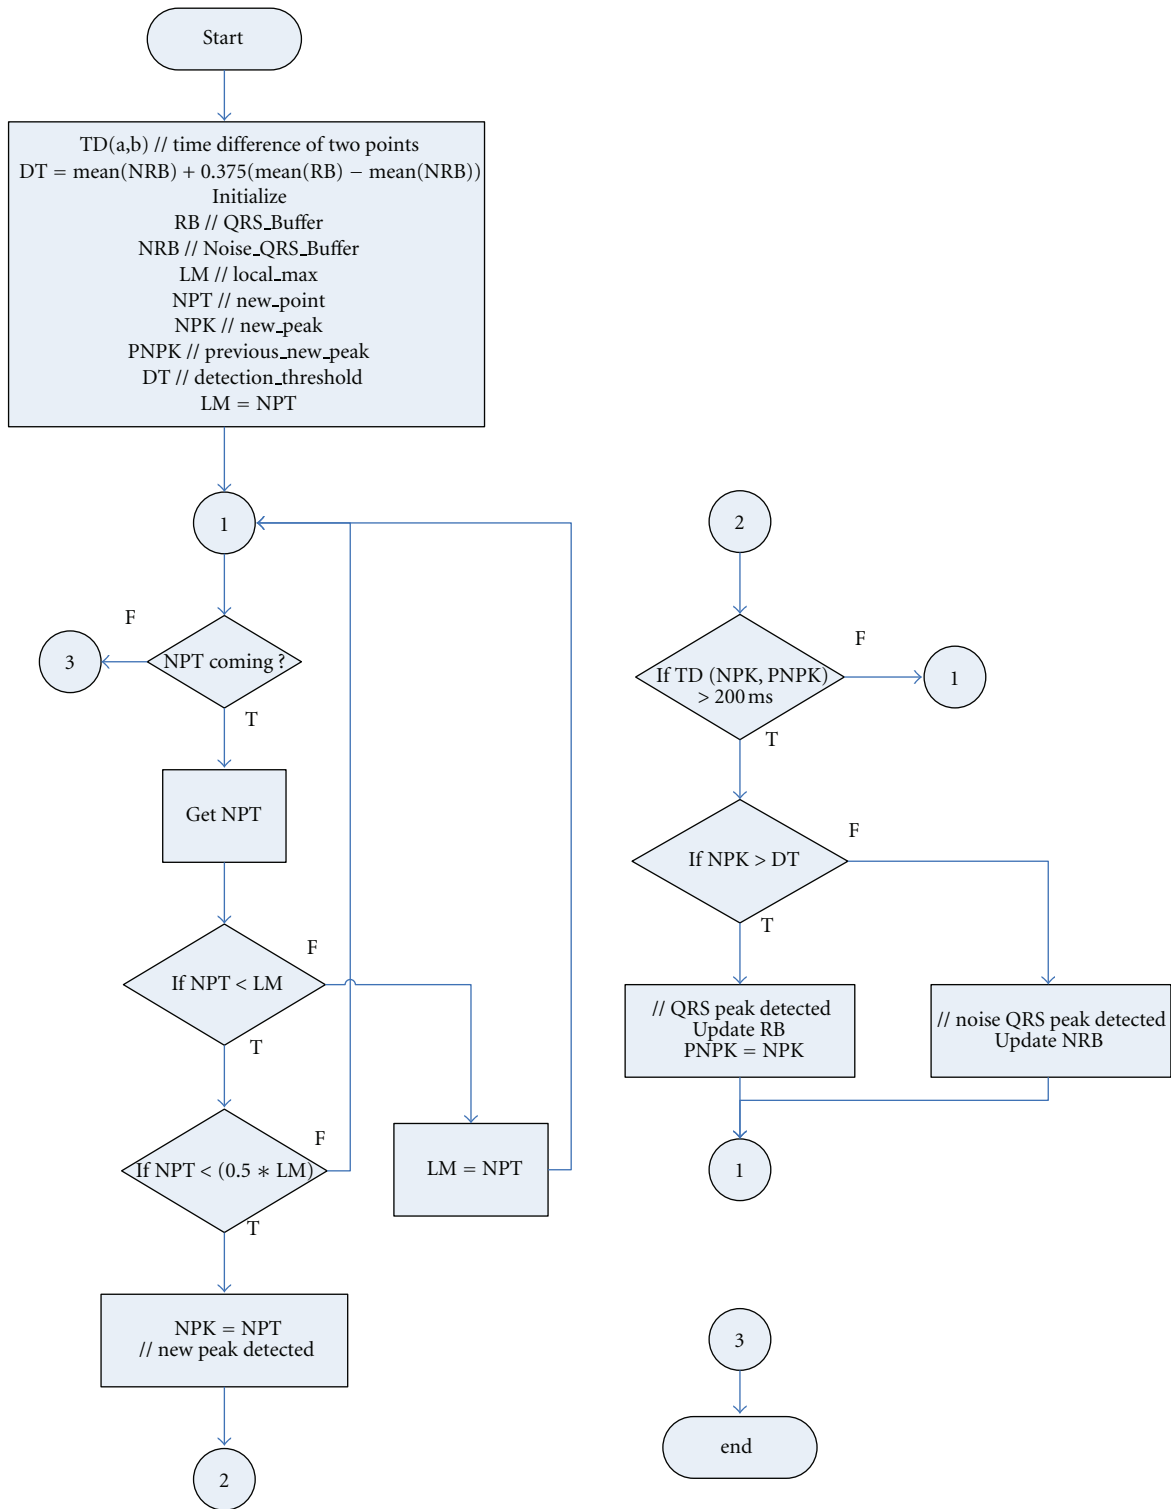 Start
TD(a,b) // time difference of two points
DT = mean(NRB) + 0.375(mean(RB) − mean(NRB))
Initialize
RB // QRS_Buffer
NRB // Noise_QRS_Buffer
LM // local_max
NPT // new_point
NPK // new_peak
PNPK // previous_new_peak
DT // detection_threshold
LM = NPT
1
F
NPT coming ?
3
T
Get NPT
F
If NPT < LM
T
F
If NPT < (0.5 ∗ LM)
T
LM = NPT
NPK = NPT
// new peak detected
2
2
F
If TD (NPK, PNPK)
> 200 ms
1
T
F
If NPK > DT
T
// QRS peak detected
Update RB
PNPK = NPK
// noise QRS peak detected
Update NRB
1
3
end